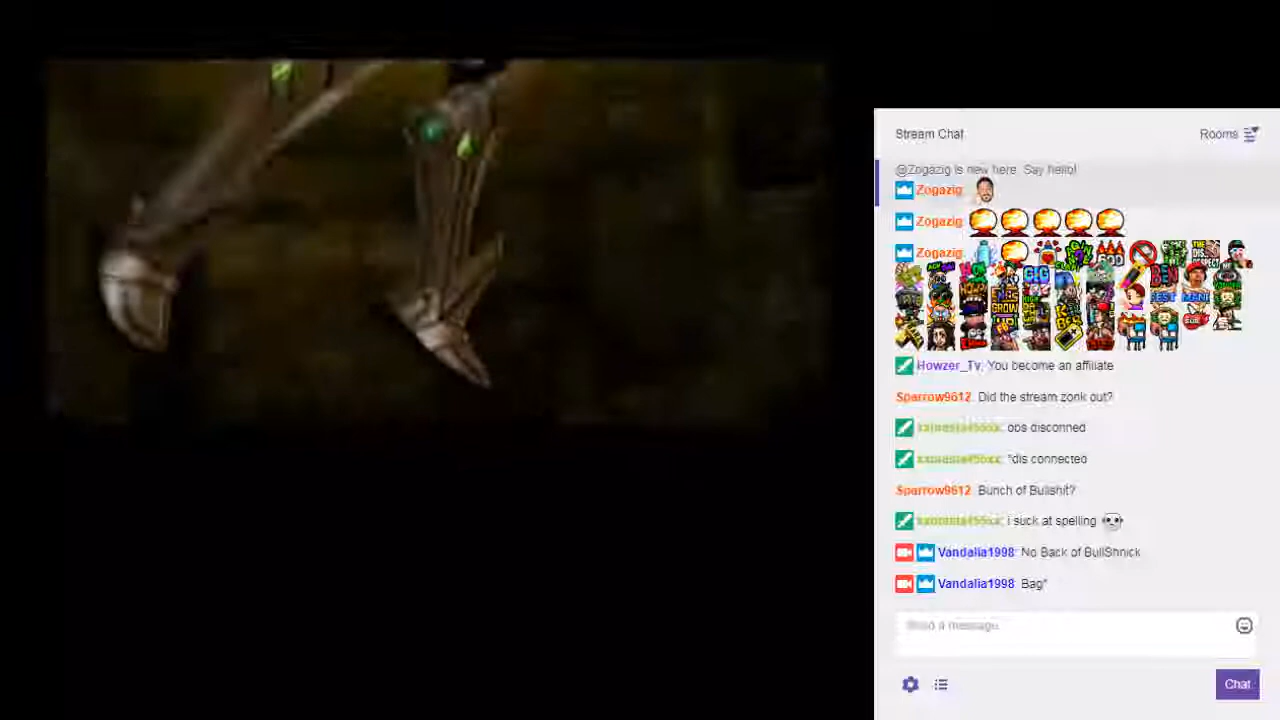 Stream Chat
Rooms
@Zogazig is new here. Say hello!
Zogazig:
Zogazig:
Zogazig:
Howzer_Tv: You become an affiliate
Sparrow9612: Did the stream zonk out?
obs disconned
*dis connected
Sparrow9612: Bunch of Bullshit?
i suck at spelling
Vandalia1998: No Back of BullShnick
Vandalia1998: Bag*
Send a message
Chat